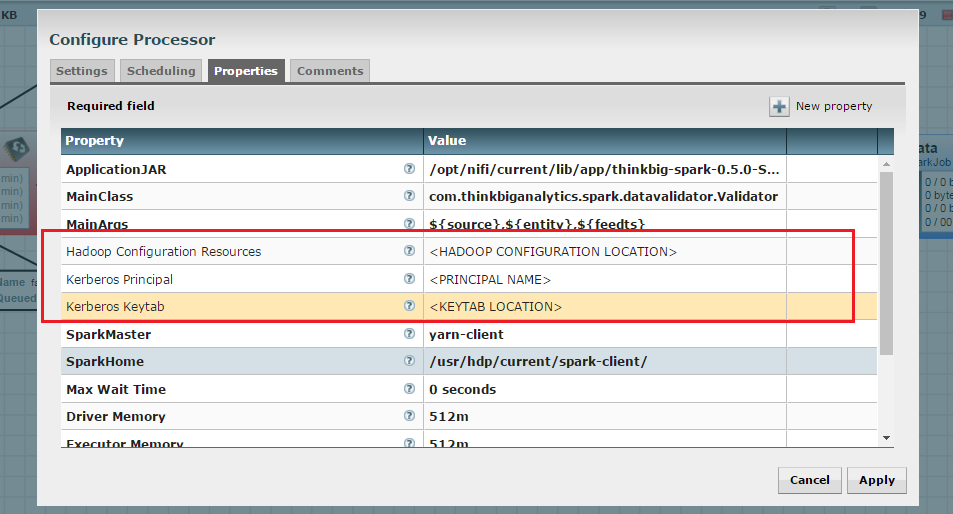 KB
9
Configure Processor
Settings
Scheduling
Properties
Comments
Required field
New property
Property Value
ApplicationJAR /opt/nifi/current/lib/app/thinkbig-spark-0.5.0-S...
MainClass com.thinkbiganalytics.spark.datavalidator.Validator
MainArgs ${source},${entity},${feedts}
Hadoop Configuration Resources <HADOOP CONFIGURATION LOCATION>
Kerberos Principal <PRINCIPAL NAME>
Kerberos Keytab <KEYTAB LOCATION>
SparkMaster yarn-client
SparkHome /usr/hdp/current/spark-client/
Max Wait Time 0 seconds
Driver Memory 512m
Executor Memory 512m
Cancel
Apply
min)
min)
min)
min)
Name fa
Queued
ata
arkJob
0 / 0 b
0 byte
0 / 0 b
0 / 00